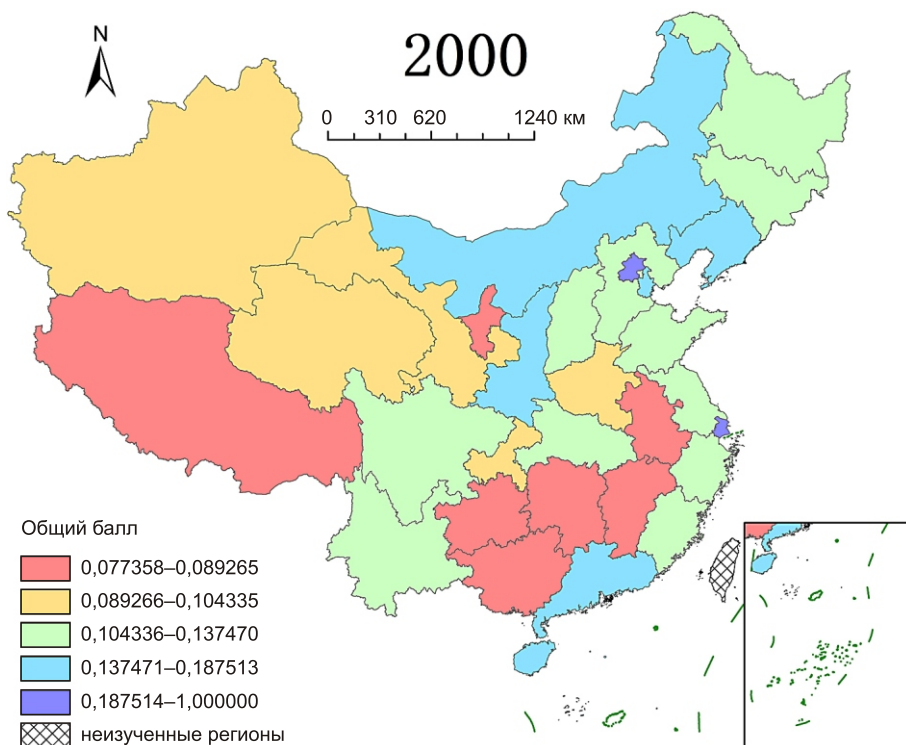 N
2000
0 310 620 1240 км
Общий балл
0,077358–0,089265
0,089266–0,104335
0,104336–0,137470
0,137471–0,187513
0,187514–1,000000
неизученные регионы